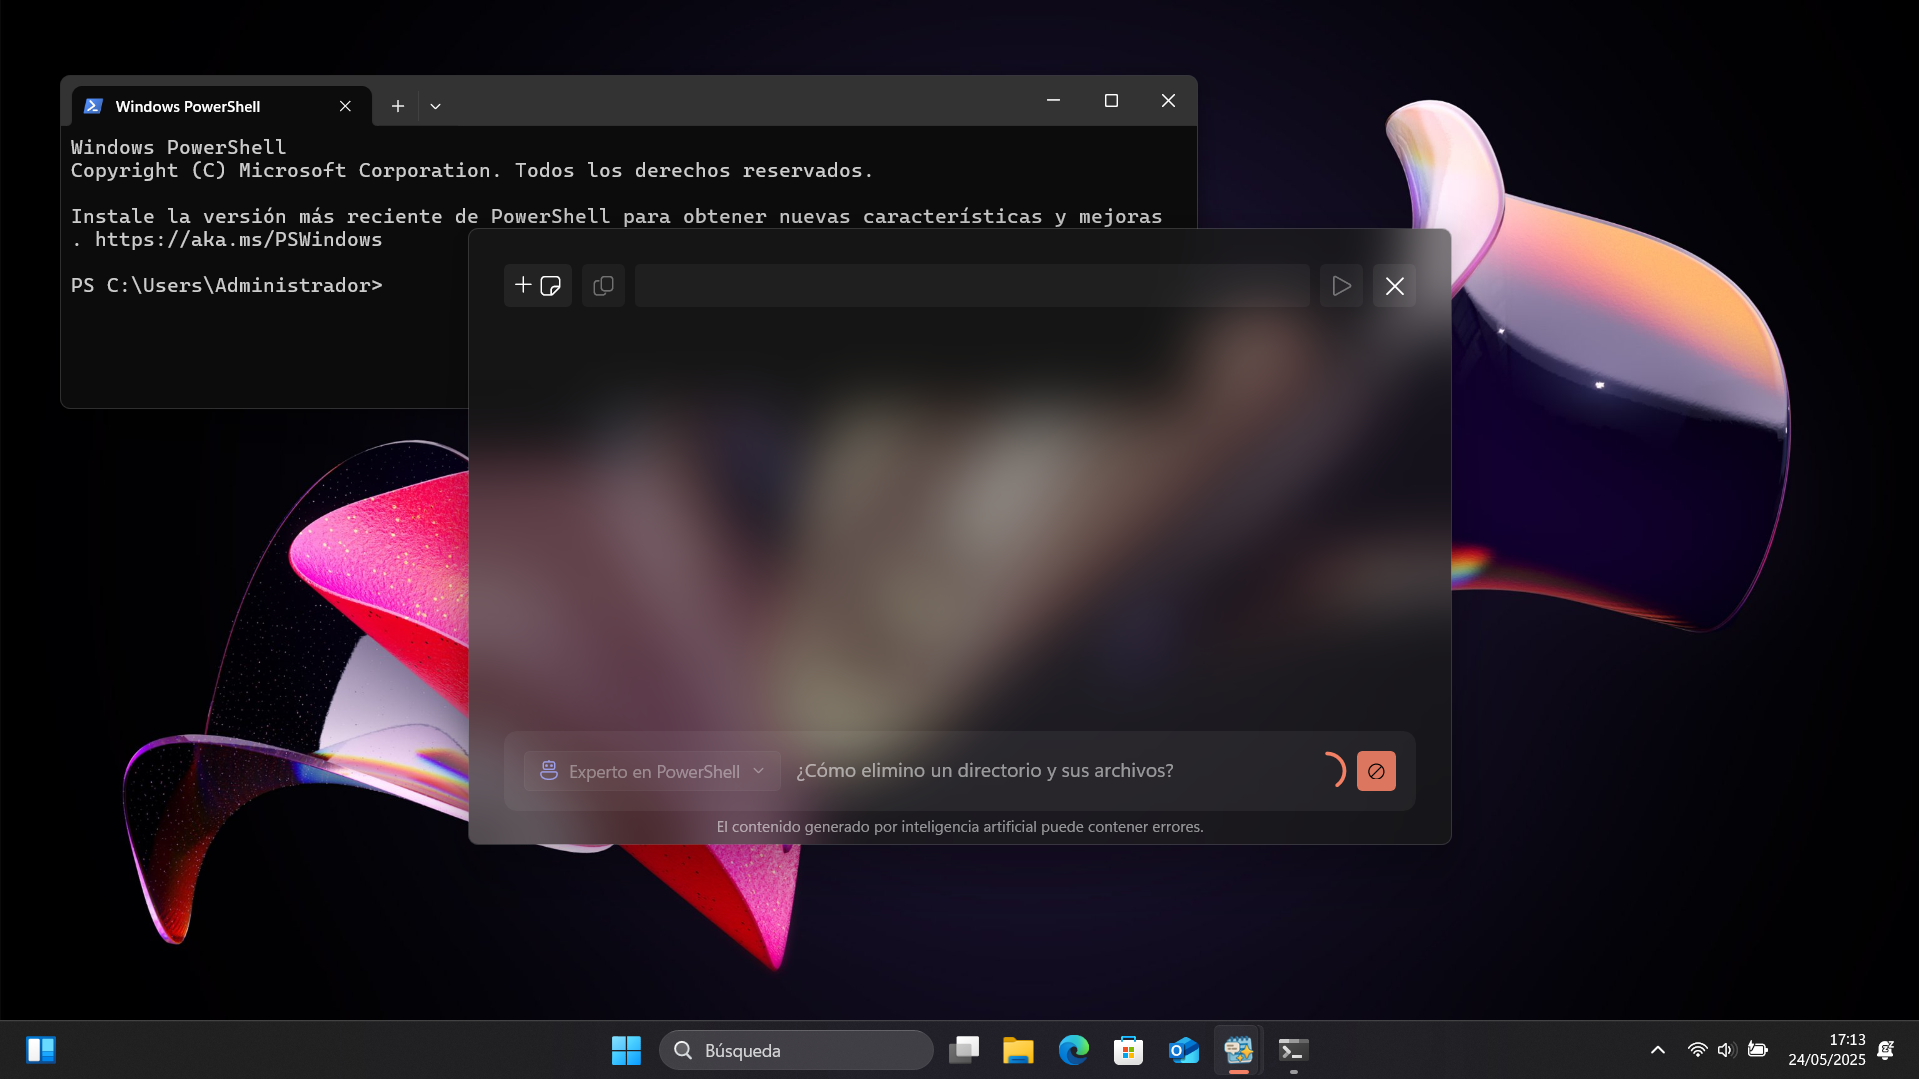 Windows PowerShell
Windows PowerShell
Copyright (C) Microsoft Corporation. Todos los derechos reservados.
Instale la versión más reciente de PowerShell para obtener nuevas características y mejoras
. https://aka.ms/PSWindows
PS C:\Users\Administrador>
Experto en PowerShell
¿Cómo elimino un directorio y sus archivos?
El contenido generado por inteligencia artificial puede contener errores.
Búsqueda
17:13
24/05/2025